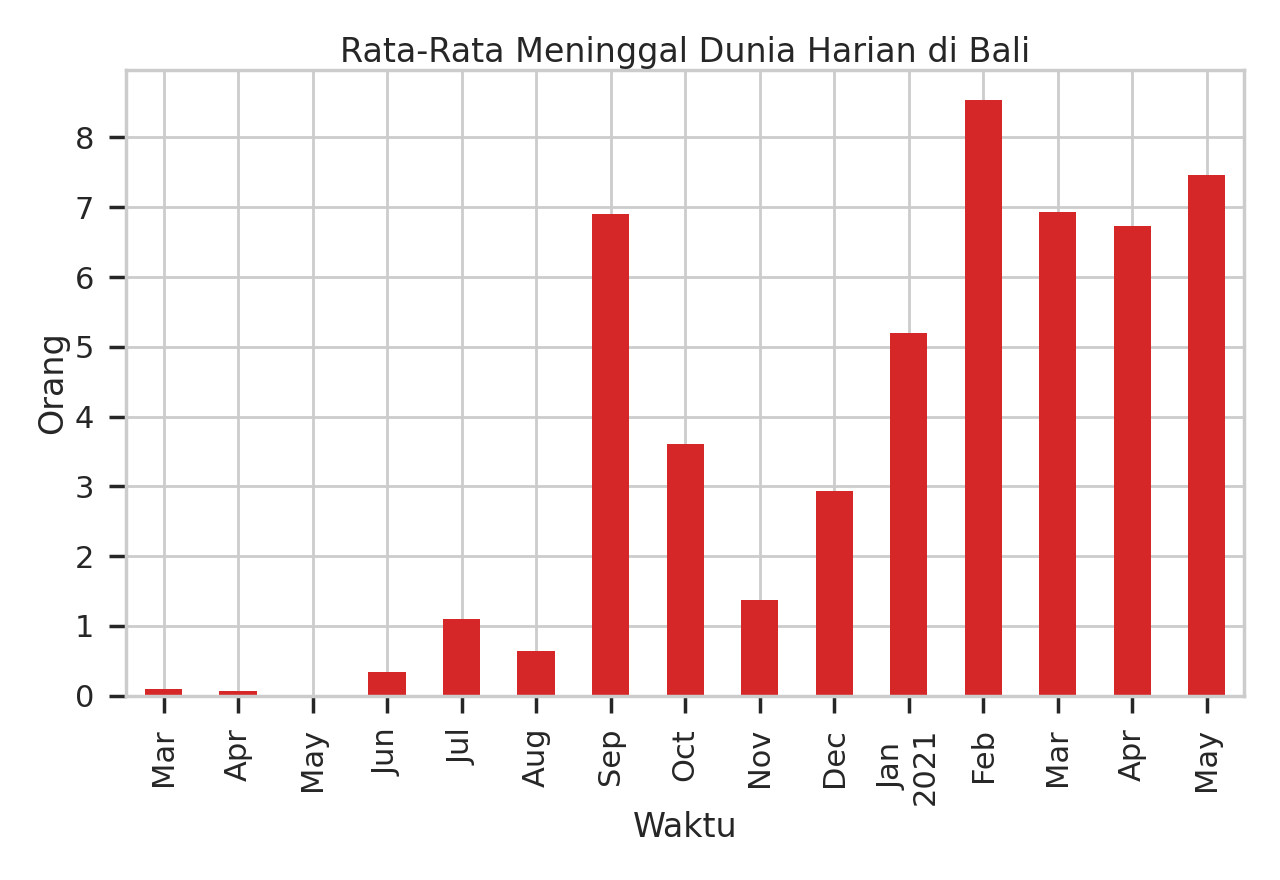 Rata-Rata Meninggal Dunia Harian di Bali
Orang
8
7
6
5
4
3
2
1
0
Mar
Apr
May
Jun
Jul
Aug
Sep
Oct
Nov
Dec
Jan
2021
Feb
Mar
Apr
May
Waktu